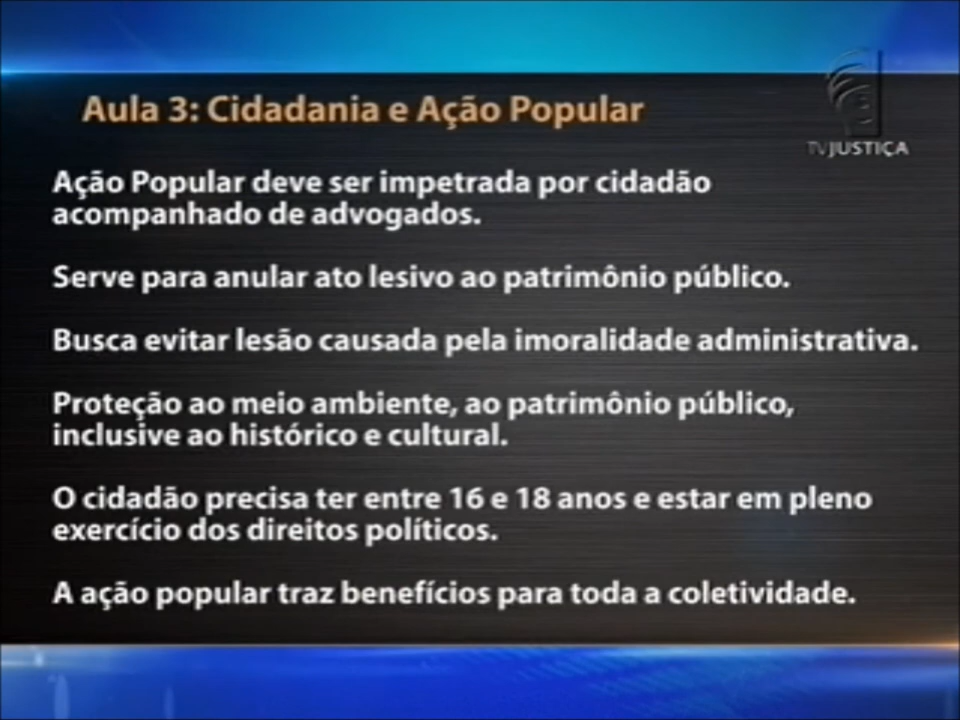 Aula 3: Cidadania e Ação Popular
TVJUSTIÇA
Ação Popular deve ser impetrada por cidadão
acompanhado de advogados.
Serve para anular ato lesivo ao patrimônio público.
Busca evitar lesão causada pela imoralidade administrativa.
Proteção ao meio ambiente, ao patrimônio público,
inclusive ao histórico e cultural.
O cidadão precisa ter entre 16 e 18 anos e estar em pleno
exercício dos direitos políticos.
A ação popular traz benefícios para toda a coletividade.